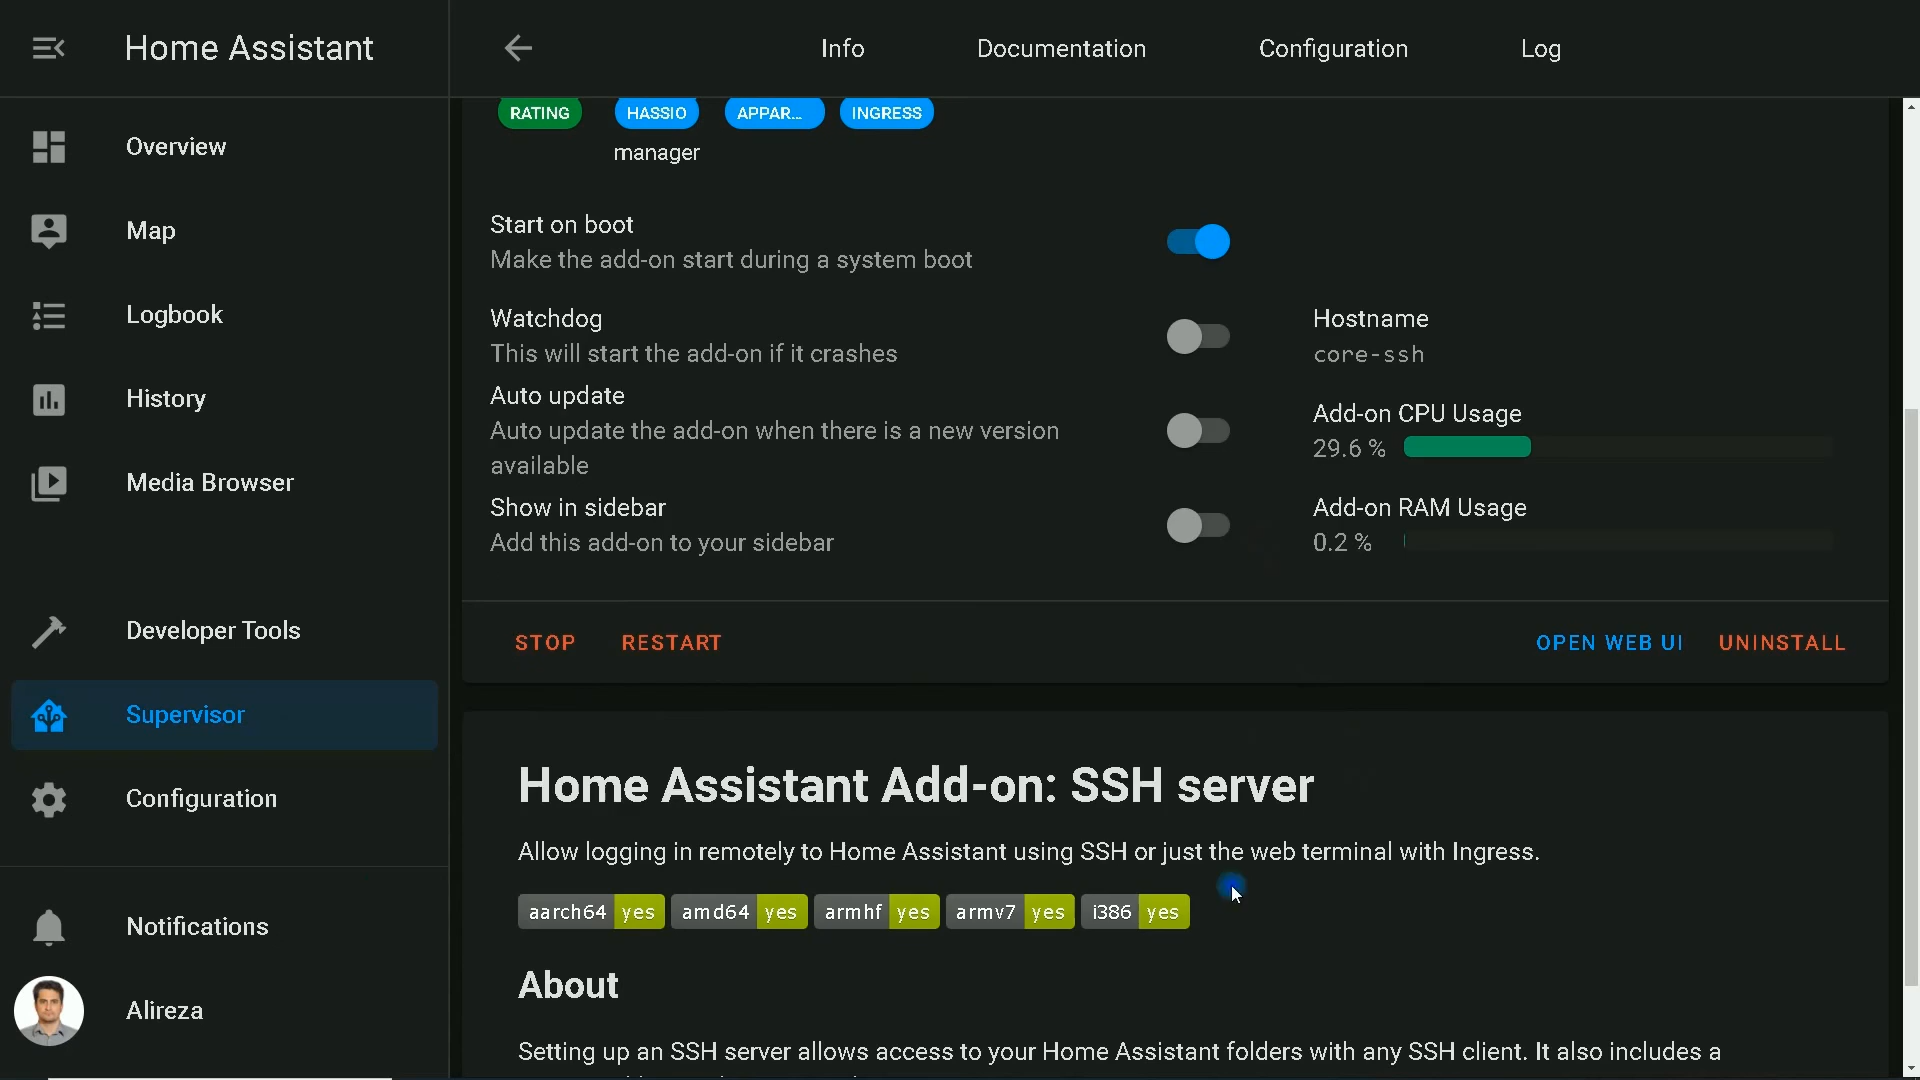 Home Assistant
Info
Documentation
Configuration
Log
Overview
Map
Logbook
History
Media Browser
Developer Tools
Supervisor
Configuration
Notifications
Alireza
RATING
HASSIO
APPAR...
INGRESS
manager
Start on boot
Make the add-on start during a system boot
Watchdog
This will start the add-on if it crashes
Auto update
Auto update the add-on when there is a new version
available
Show in sidebar
Add this add-on to your sidebar
Hostname
core-ssh
Add-on CPU Usage
29.6 %
Add-on RAM Usage
0.2 %
STOP
RESTART
OPEN WEB UI
UNINSTALL
Home Assistant Add-on: SSH server
Allow logging in remotely to Home Assistant using SSH or just the web terminal with Ingress.
aarch64 yes amd64 yes armhf yes armv7 yes i386 yes
About
Setting up an SSH server allows access to your Home Assistant folders with any SSH client. It also includes a